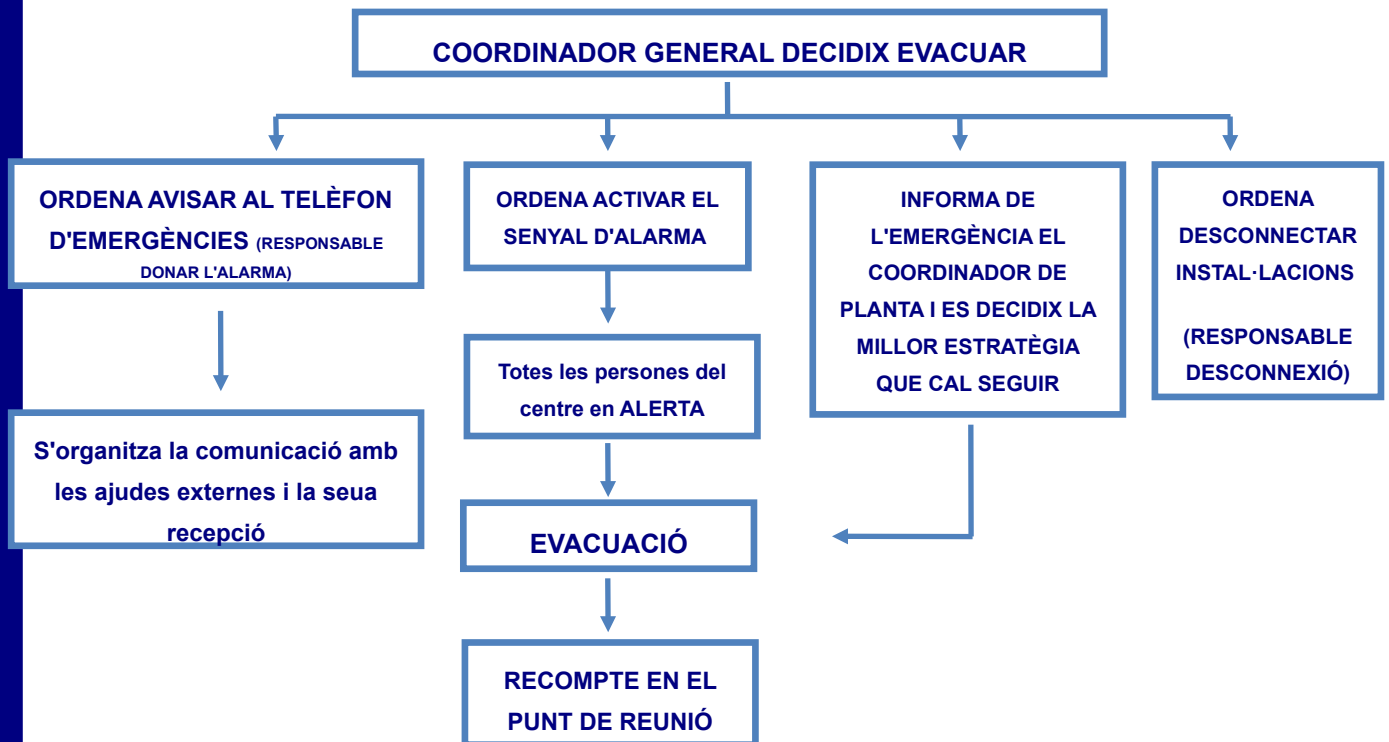 COORDINADOR GENERAL DECIDIX EVACUAR
ORDENA AVISAR AL TELÈFON
D'EMERGÈNCIES (RESPONSABLE
DONAR L'ALARMA)
S'organitza la comunicació amb
les ajudes externes i la seua
recepció
ORDENA ACTIVAR EL
SENYAL D'ALARMA
Totes les persones del
centre en ALERTA
EVACUACIÓ
RECOMPTE EN EL
PUNT DE REUNIÓ
INFORMA DE
L'EMERGÈNCIA EL
COORDINADOR DE
PLANTA I ES DECIDIX LA
MILLOR ESTRATÈGIA
QUE CAL SEGUIR
ORDENA
DESCONNECTAR
INSTAL·LACIONS
(RESPONSABLE
DESCONNEXIÓ)